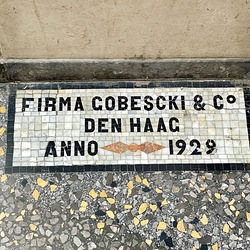 FIRMA GOBESCKI & Co
DEN HAAG
ANNO 1929